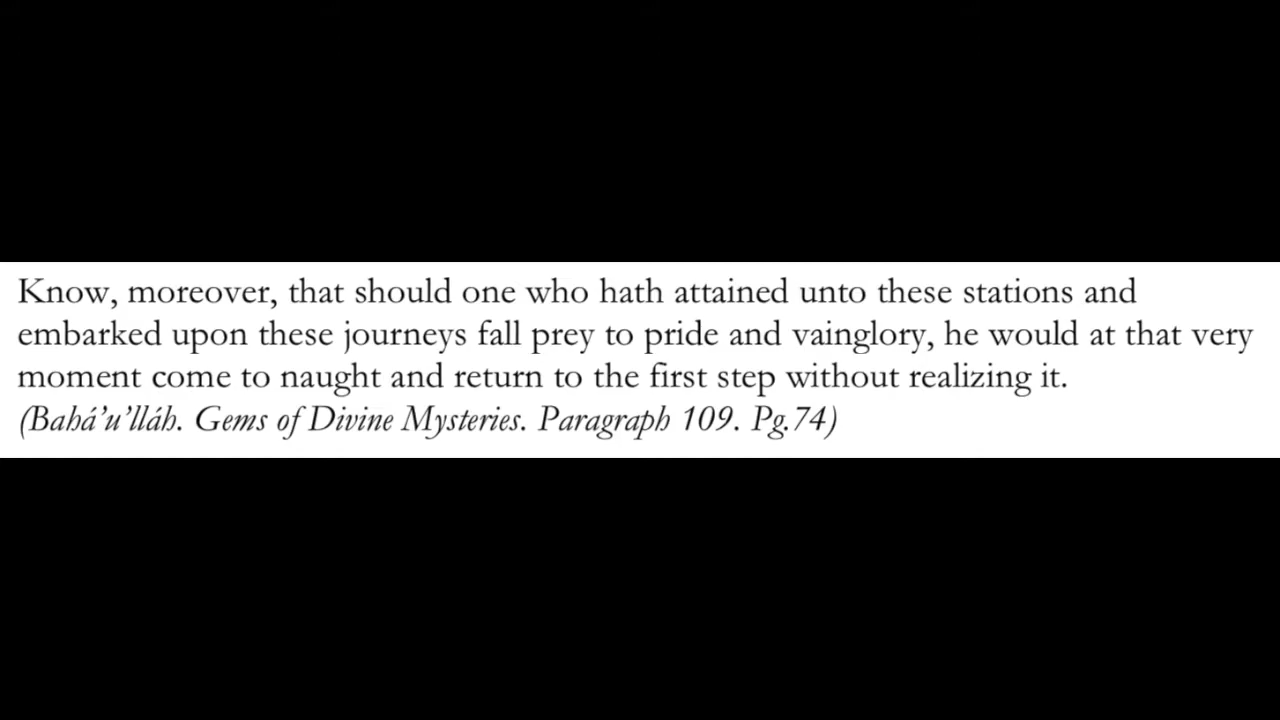 Know, moreover, that should one who hath attained unto these stations and
embarked upon these journeys fall prey to pride and vainglory, he would at that very
moment come to naught and return to the first step without realizing it.
(Bahá’u’lláh. Gems of Divine Mysteries. Paragraph 109. Pg.74)